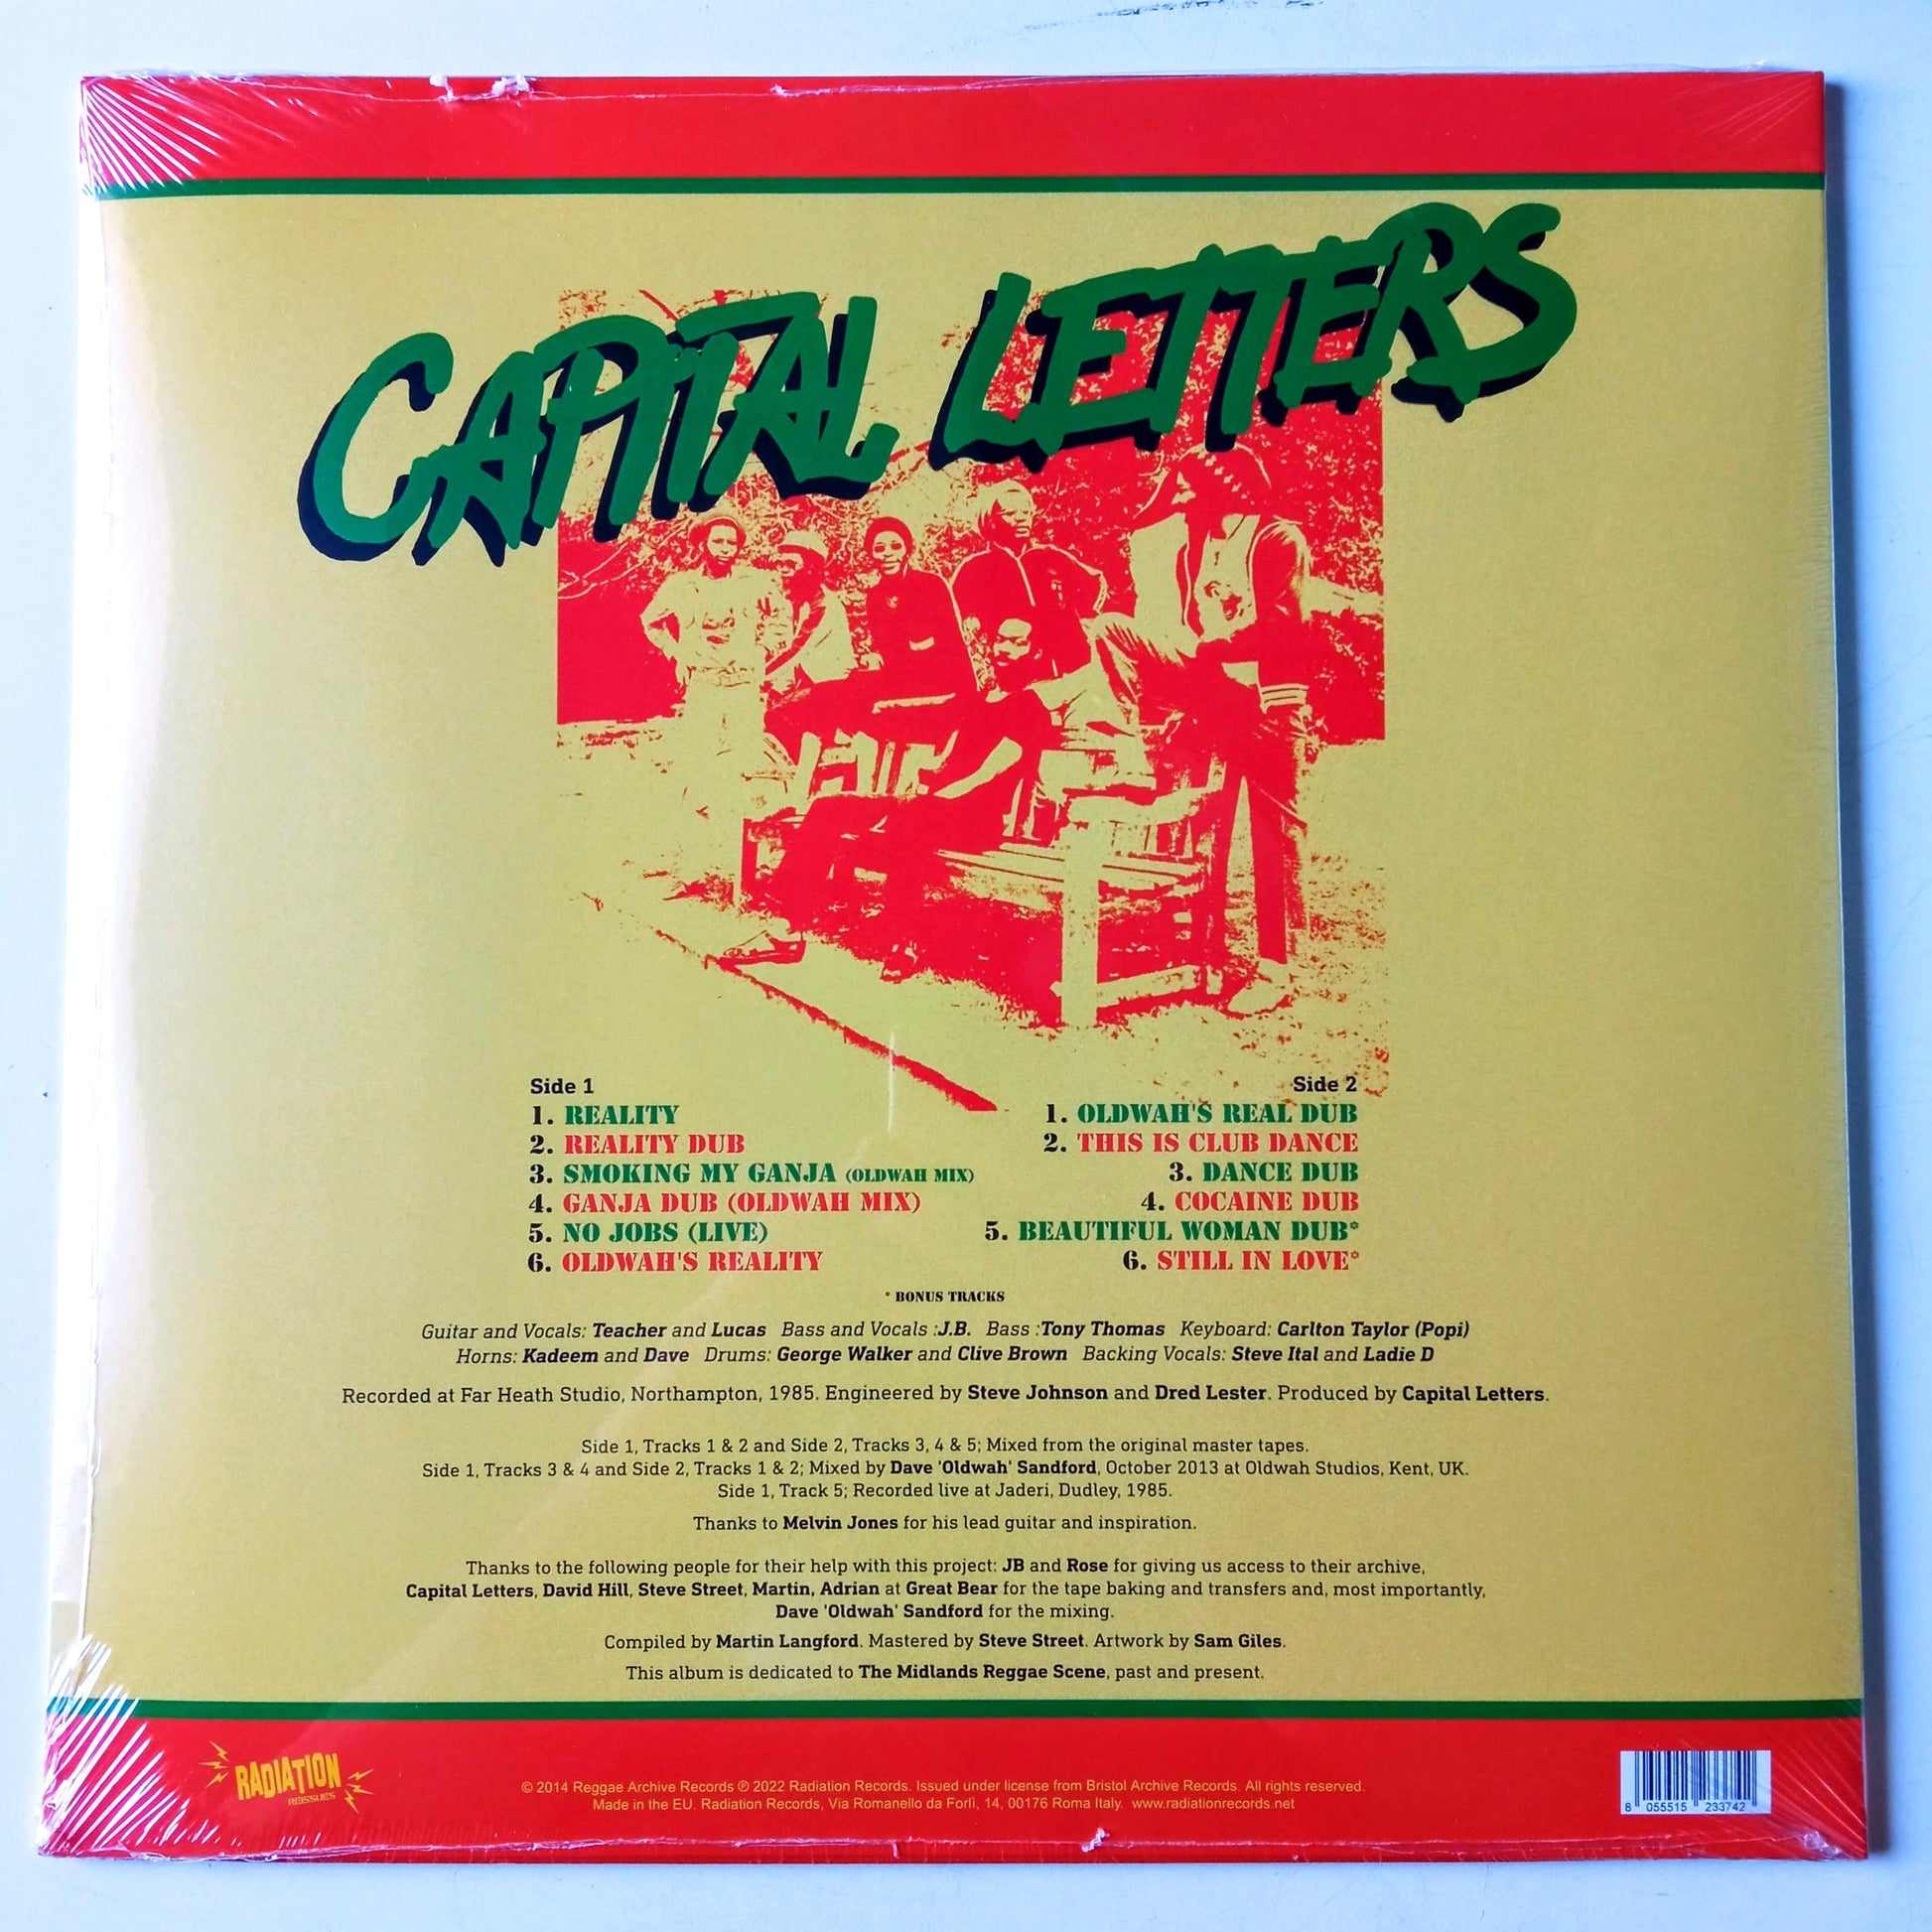 CAPITAL LETTERS
Side 1
1. REALITY
2. REALITY DUB
3. SMOKING MY GANJA (OLDWAH MIX)
4. GANJA DUB (OLDWAH MIX)
5. NO JOBS (LIVE)
6. OLDWAH'S REALITY
Side 2
1. OLDWAH'S REAL DUB
2. THIS IS CLUB DANCE
3. DANCE DUB
4. COCAINE DUB
5. BEAUTIFUL WOMAN DUB*
6. STILL IN LOVE*
* BONUS TRACKS
Guitar and Vocals: Teacher and Lucas Bass and Vocals :J.B. Bass :Tony Thomas Keyboard: Carlton Taylor (Popi)
Horns: Kadeem and Dave Drums: George Walker and Clive Brown Backing Vocals: Steve Ital and Ladie D
Recorded at Far Heath Studio, Northampton, 1985. Engineered by Steve Johnson and Dred Lester. Produced by Capital Letters.
Side 1, Tracks 1 & 2 and Side 2, Tracks 3, 4 & 5; Mixed from the original master tapes.
Side 1, Tracks 3 & 4 and Side 2, Tracks 1 & 2; Mixed by Dave 'Oldwah' Sandford, October 2013 at Oldwah Studios, Kent, UK.
Side 1, Track 5; Recorded live at Jaderi, Dudley, 1985.
Thanks to Melvin Jones for his lead guitar and inspiration.
Thanks to the following people for their help with this project: JB and Rose for giving us access to their archive,
Capital Letters, David Hill, Steve Street, Martin, Adrian at Great Bear for the tape baking and transfers and, most importantly,
Dave 'Oldwah' Sandford for the mixing.
Compiled by Martin Langford. Mastered by Steve Street. Artwork by Sam Giles.
This album is dedicated to The Midlands Reggae Scene, past and present.
RADIATION
REISSUES
© 2014 Reggae Archive Records ℗ 2022 Radiation Records. Issued under license from Bristol Archive Records. All rights reserved.
Made in the EU. Radiation Records, Via Romanello da Forlì, 14, 00176 Roma Italy. www.radiationrecords.net
8 055515 233742